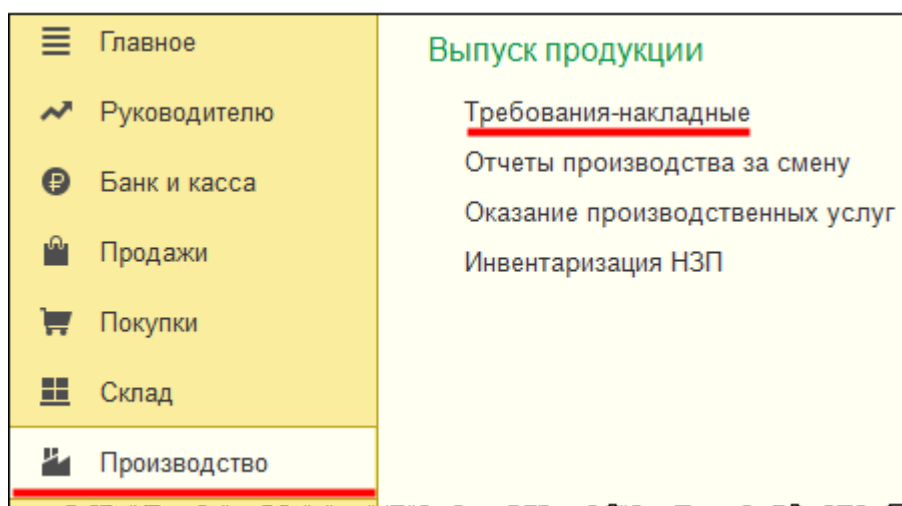 Главное
Руководителю
Банк и касса
Продажи
Покупки
Склад
Производство
Выпуск продукции
Требования-накладные
Отчеты производства за смену
Оказание производственных услуг
Инвентаризация НЗП